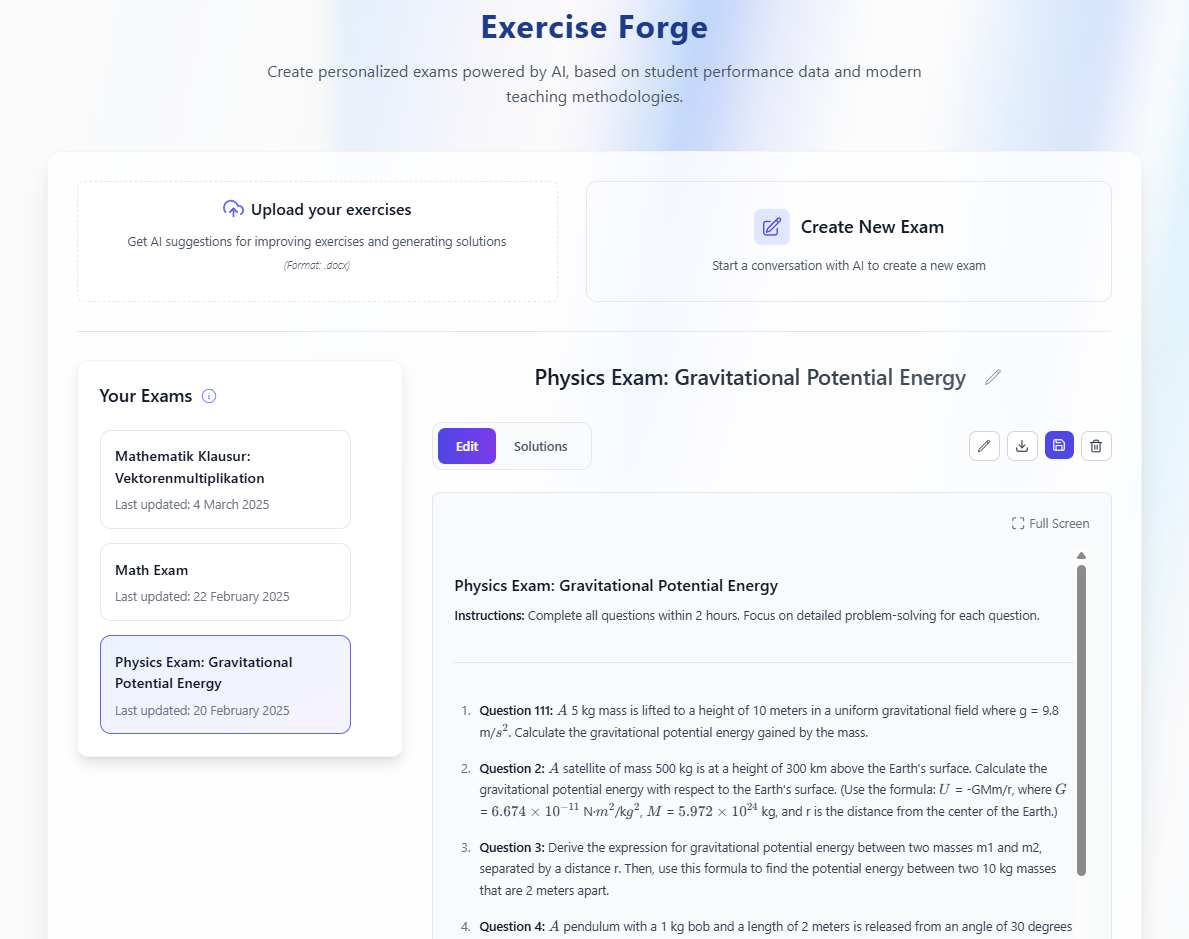 Exercise Forge
Create personalized exams powered by AI, based on student performance data and modern
teaching methodologies.
Upload your exercises
Get AI suggestions for improving exercises and generating solutions
(Format: .docx)
Create New Exam
Start a conversation with AI to create a new exam
Your Exams
Mathematik Klausur:
Vektorenmultiplikation
Last updated: 4 March 2025
Math Exam
Last updated: 22 February 2025
Physics Exam: Gravitational
Potential Energy
Last updated: 20 February 2025
Physics Exam: Gravitational Potential Energy
Edit
Solutions
Full Screen
Physics Exam: Gravitational Potential Energy
Instructions: Complete all questions within 2 hours. Focus on detailed problem-solving for each question.
1. Question 111: A 5 kg mass is lifted to a height of 10 meters in a uniform gravitational field where g = 9.8
m/s². Calculate the gravitational potential energy gained by the mass.
2. Question 2: A satellite of mass 500 kg is at a height of 300 km above the Earth's surface. Calculate the
gravitational potential energy with respect to the Earth's surface. (Use the formula: U = -GMm/r, where G
= 6.674 × 10⁻¹¹ N·m²/kg², M = 5.972 × 10²⁴ kg, and r is the distance from the center of the Earth.)
3. Question 3: Derive the expression for gravitational potential energy between two masses m1 and m2,
separated by a distance r. Then, use this formula to find the potential energy between two 10 kg masses
that are 2 meters apart.
4. Question 4: A pendulum with a 1 kg bob and a length of 2 meters is released from an angle of 30 degrees